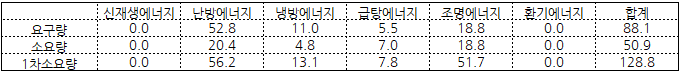 신재생에너지 난방에너지 냉방에너지 급탕에너지 조명에너지 환기에너지 합계
요구량 0.0 52.8 11.0 5.5 18.8 0.0 88.1
소요량 0.0 20.4 4.8 7.0 18.8 0.0 50.9
1차소요량 0.0 56.2 13.1 7.8 51.7 0.0 128.8